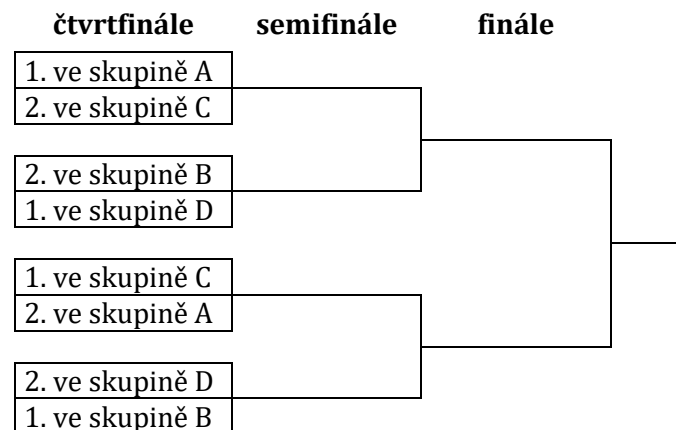 čtvrtfinále semifinále finále
1. ve skupině A
2. ve skupině C
2. ve skupině B
1. ve skupině D
1. ve skupině C
2. ve skupině A
2. ve skupině D
1. ve skupině B